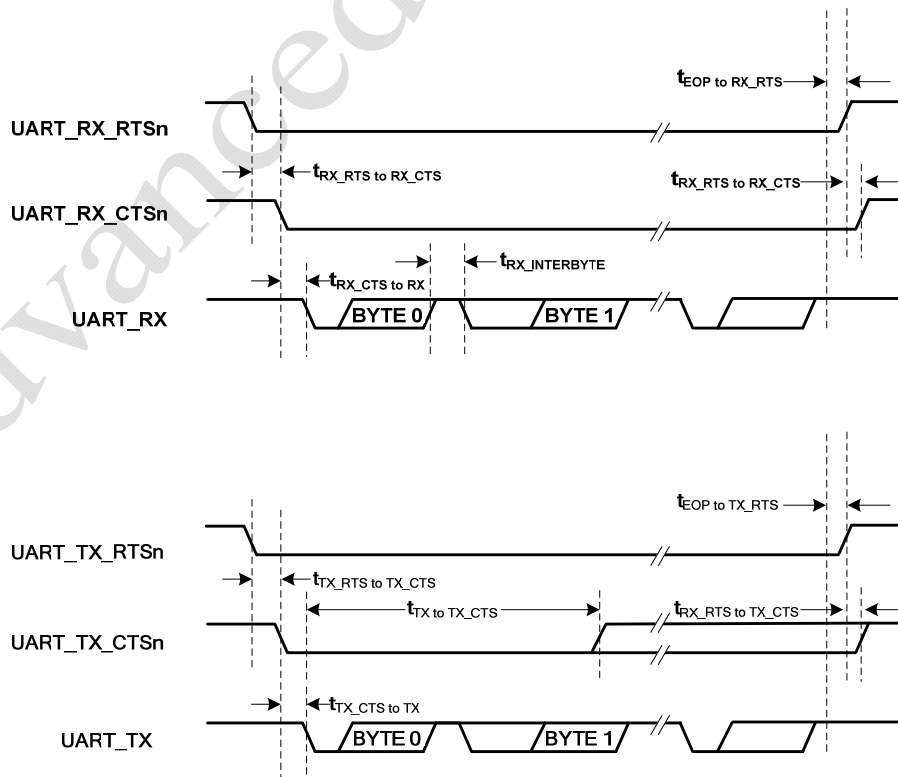 Advanced
tEOP to RX_RTS
UART_RX_RTSn
tRX_RTS to RX_CTS
tRX_RTS to RX_CTS
UART_RX_CTSn
tRX_CTS to RX
tRX_INTERBYTE
UART_RX
BYTE 0
BYTE 1
tEOP to TX_RTS
UART_TX_RTSn
tTX_RTS to TX_CTS
tTX to TX_CTS
tRX_RTS to TX_CTS
UART_TX_CTSn
tTX_CTS to TX
UART_TX
BYTE 0
BYTE 1